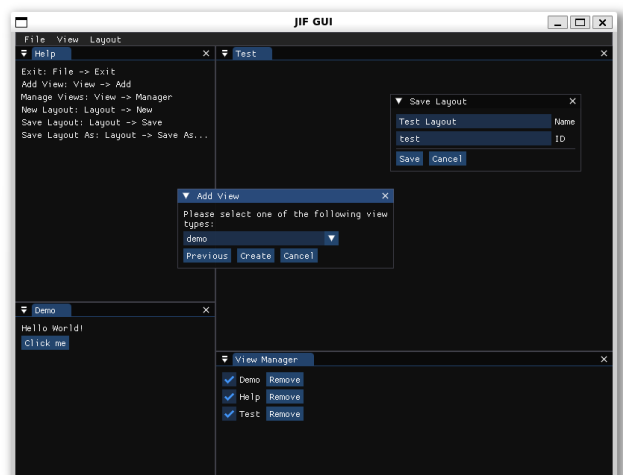 JIF GUI
File View Layout
Help
Exit: File -> Exit
Add View: View -> Add
Manage Views: View -> Manager
New Layout: Layout -> New
Save Layout: Layout -> Save
Save Layout As: Layout -> Save As...
Test
Save Layout
Test Layout Name
test ID
Save Cancel
Add View
Please select one of the following view
types:
demo
Previous Create Cancel
Demo
Hello World!
Click me
View Manager
Demo Remove
Help Remove
Test Remove